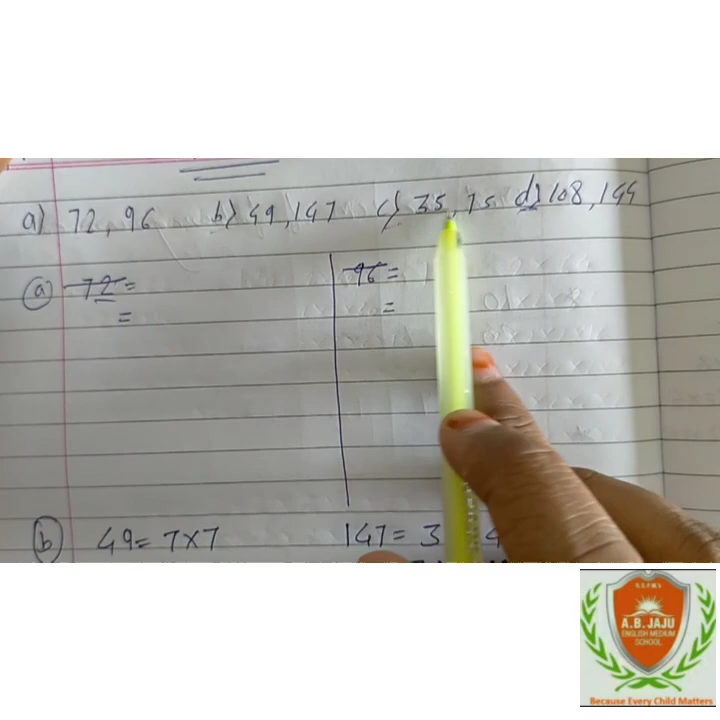 a) 72, 96 b) 49, 147 c) 35, 75 d) 108, 144
a 72 = 96 =
= =
b 49 = 7×7 147 = 3
A.B. JAJU
ENGLISH MEDIUM
SCHOOL
Because Every Child Matters